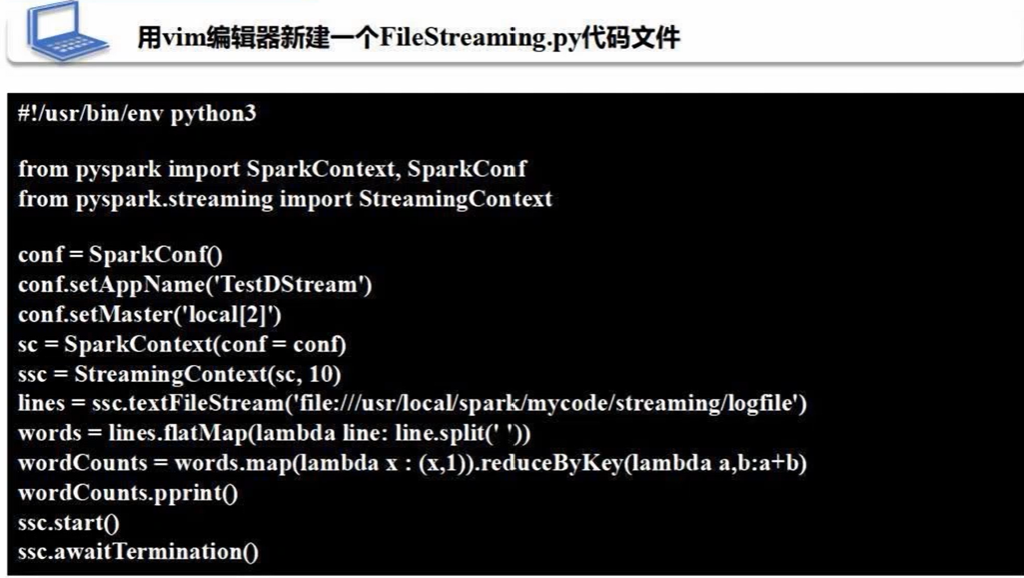 用vim编辑器新建一个FileStreaming.py代码文件
#!/usr/bin/env python3
from pyspark import SparkContext, SparkConf
from pyspark.streaming import StreamingContext
conf = SparkConf()
conf.setAppName('TestDStream')
conf.setMaster('local[2]')
sc = SparkContext(conf = conf)
ssc = StreamingContext(sc, 10)
lines = ssc.textFileStream('file:///usr/local/spark/mycode/streaming/logfile')
words = lines.flatMap(lambda line: line.split(' '))
wordCounts = words.map(lambda x : (x,1)).reduceByKey(lambda a,b:a+b)
wordCounts.pprint()
ssc.start()
ssc.awaitTermination()